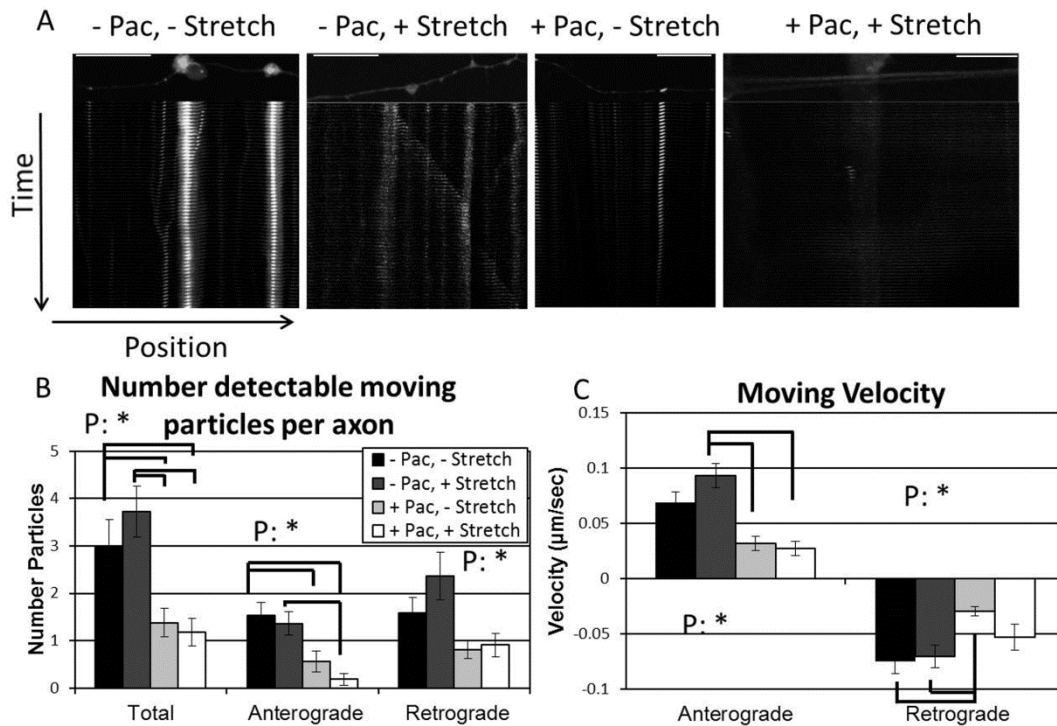 A
- Pac, - Stretch
- Pac, + Stretch
+ Pac, - Stretch
+ Pac, + Stretch
Time
Position
B
Number detectable moving
particles per axon
P: *
5
4
3
2
1
0
Number Particles
- Pac, - Stretch
- Pac, + Stretch
+ Pac, - Stretch
+ Pac, + Stretch
P: *
P: *
Total
Anterograde
Retrograde
C
Moving Velocity
0.15
0.1
0.05
0
-0.05
-0.1
Velocity (µm/sec)
P: *
P: *
Anterograde
Retrograde